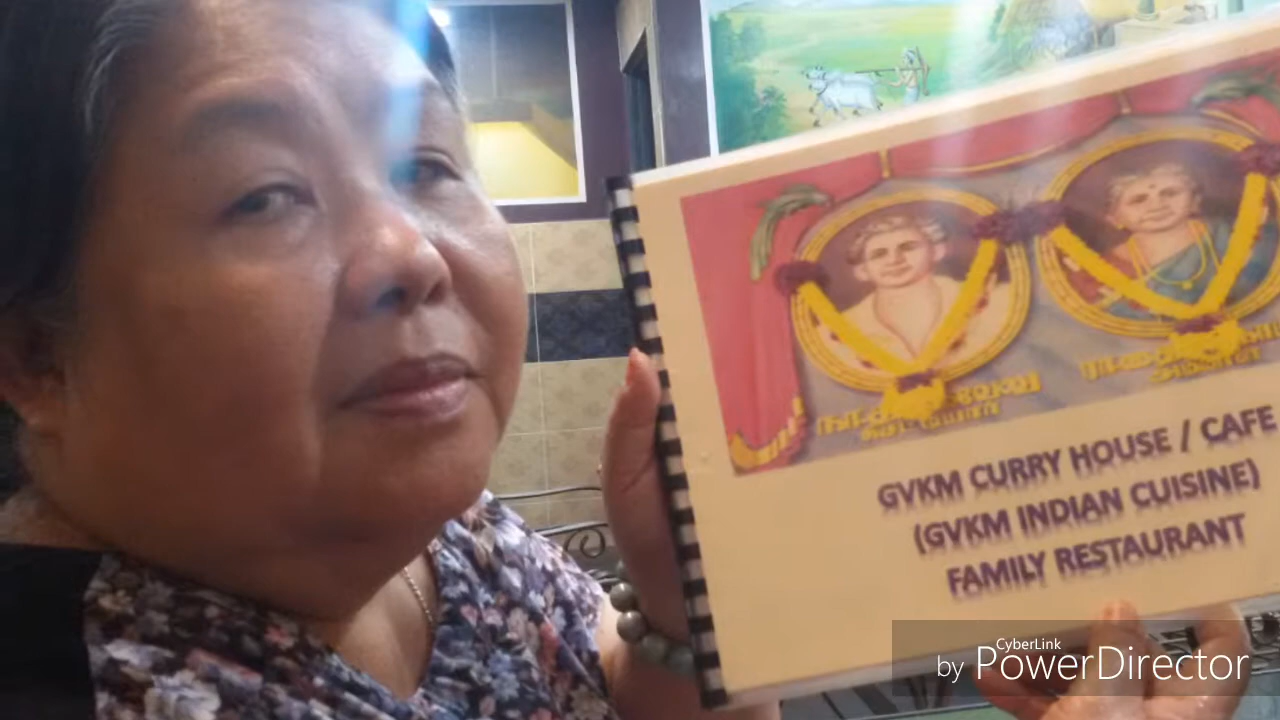 GVKM CURRY HOUSE / CAFE
(GVKM INDIAN CUISINE)
FAMILY RESTAURANT
CyberLink
by PowerDirector